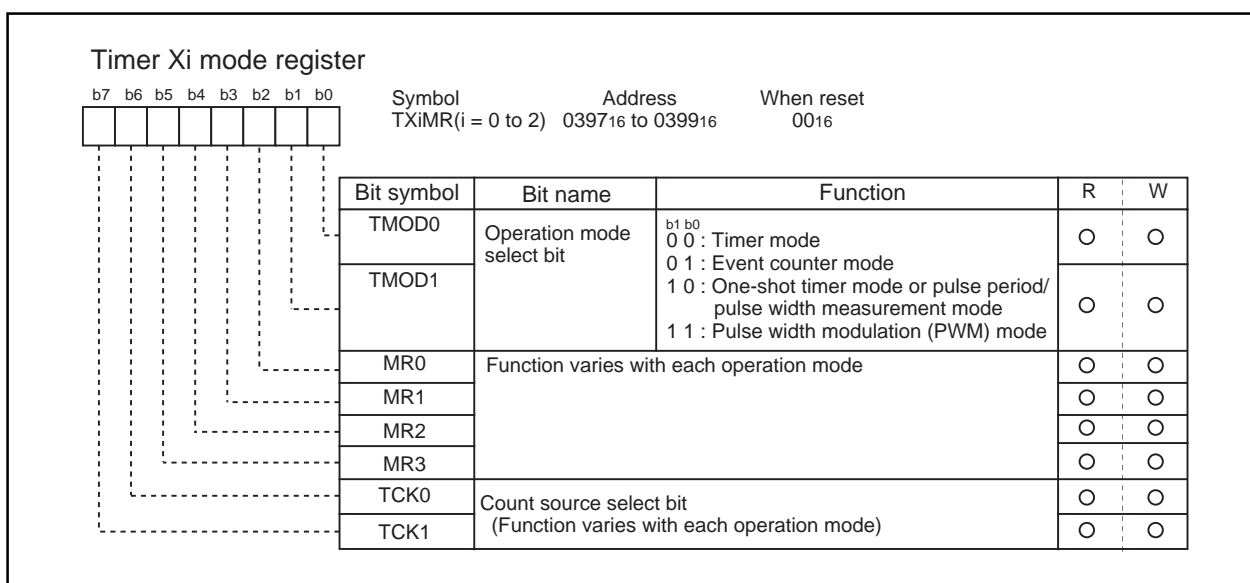 Timer Xi mode register
b7 b6 b5 b4 b3 b2 b1 b0
Symbol Address When reset
TXiMR(i = 0 to 2) 039716 to 039916 0016
Bit symbol Bit name Function R W
TMOD0 Operation mode select bit
b1 b0
0 0 : Timer mode
0 1 : Event counter mode
TMOD1
1 0 : One-shot timer mode or pulse period/
pulse width measurement mode
1 1 : Pulse width modulation (PWM) mode
MR0 Function varies with each operation mode
MR1
MR2
MR3
TCK0 Count source select bit
(Function varies with each operation mode)
TCK1